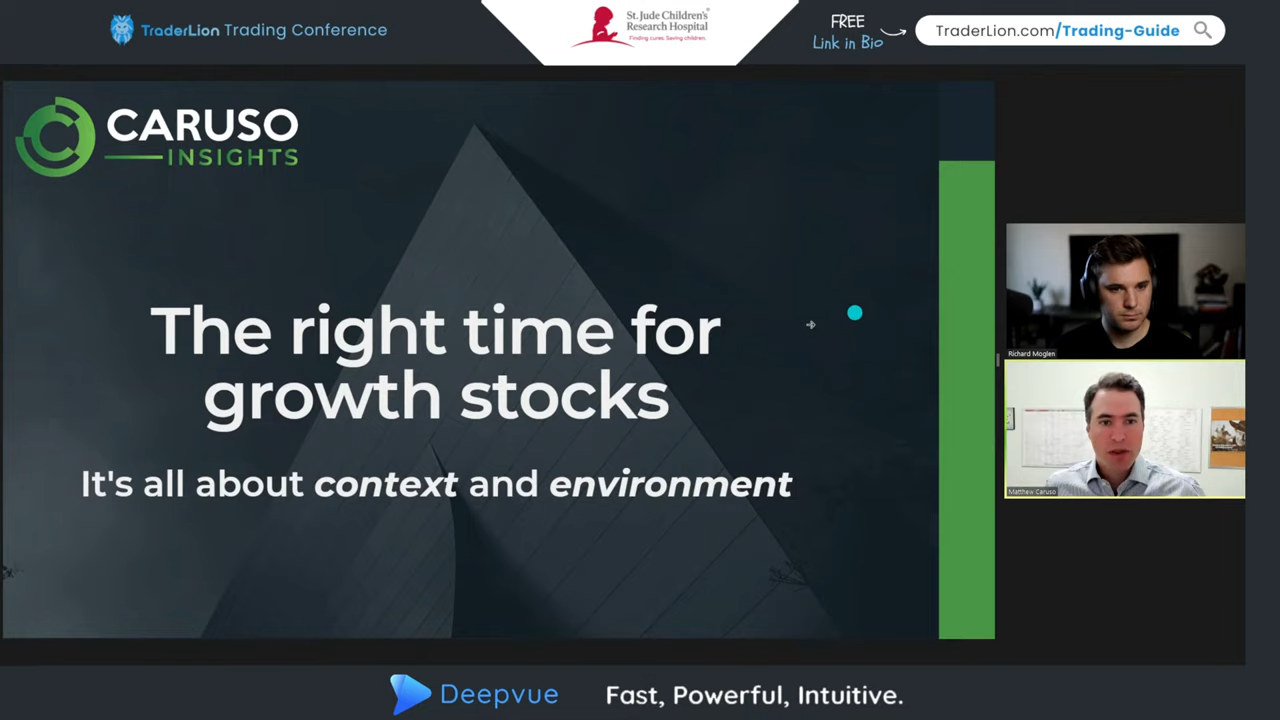 TraderLion Trading Conference
St. Jude Children's
Research Hospital
Finding cures. Saving children.
FREE
Link in Bio
TraderLion.com/Trading-Guide
CARUSO
INSIGHTS
The right time for
growth stocks
It's all about context and environment
Richard Moglen
Matthew Caruso
Deepvue
Fast, Powerful, Intuitive.